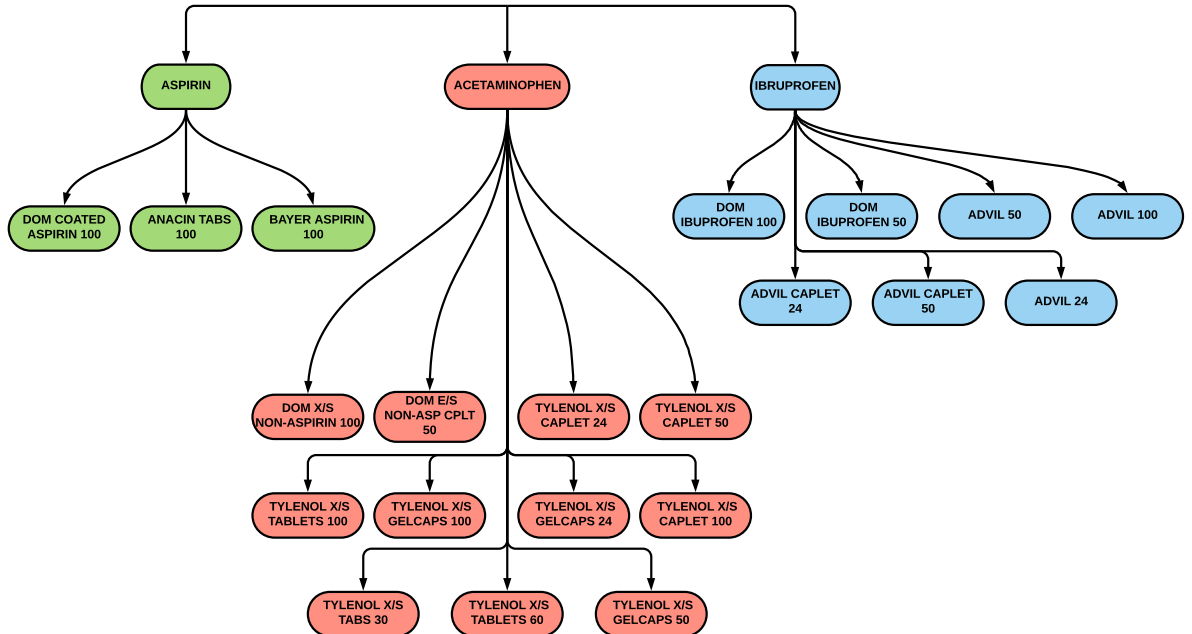 ASPIRIN
ACETAMINOPHEN
IBRUPROFEN
DOM COATED
ASPIRIN 100
ANACIN TABS
100
BAYER ASPIRIN
100
DOM
IBUPROFEN 100
DOM
IBUPROFEN 50
ADVIL 50
ADVIL 100
ADVIL CAPLET
24
ADVIL CAPLET
50
ADVIL 24
DOM X/S
NON-ASPIRIN 100
DOM E/S
NON-ASP CPLT
50
TYLENOL X/S
CAPLET 24
TYLENOL X/S
CAPLET 50
TYLENOL X/S
TABLETS 100
TYLENOL X/S
GELCAPS 100
TYLENOL X/S
GELCAPS 24
TYLENOL X/S
CAPLET 100
TYLENOL X/S
TABS 30
TYLENOL X/S
TABLETS 60
TYLENOL X/S
GELCAPS 50